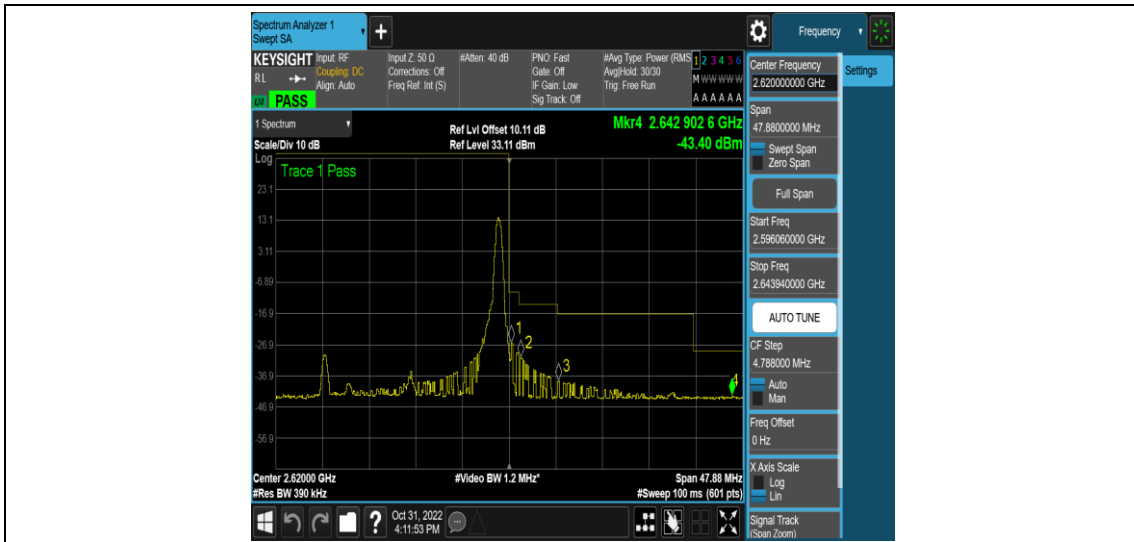 Spectrum Analyzer 1
Swept SA
+
Frequency
KEYSIGHT
RL
LXI
PASS
Input: RF
Coupling: DC
Align: Auto
Input Z: 50 Ω
Corrections: Off
Freq Ref: Int (S)
#Atten: 40 dB
PNO: Fast
Gate: Off
IF Gain: Low
Sig Track: Off
#Avg Type: Power (RMS
Avg|Hold: 30/30
Trig: Free Run
1 2 3 4 5 6
M W W W W W
A A A A A A
1 Spectrum
Scale/Div 10 dB
Ref Lvl Offset 10.11 dB
Ref Level 33.11 dBm
Mkr4 2.642 902 6 GHz
-43.40 dBm
Log
Trace 1 Pass
23.1
13.1
3.11
-6.89
-16.9
-26.9
-36.9
-46.9
-56.9
1
2
3
4
Center 2.62000 GHz
#Video BW 1.2 MHz*
Span 47.88 MHz
#Res BW 390 kHz
#Sweep 100 ms (601 pts)
?
Oct 31, 2022
4:11:53 PM
Settings
Center Frequency
2.620000000 GHz
Span
47.8800000 MHz
Swept Span
Zero Span
Full Span
Start Freq
2.596060000 GHz
Stop Freq
2.643940000 GHz
AUTO TUNE
CF Step
4.788000 MHz
Auto
Man
Freq Offset
0 Hz
X Axis Scale
Log
Lin
Signal Track
(Span Zoom)